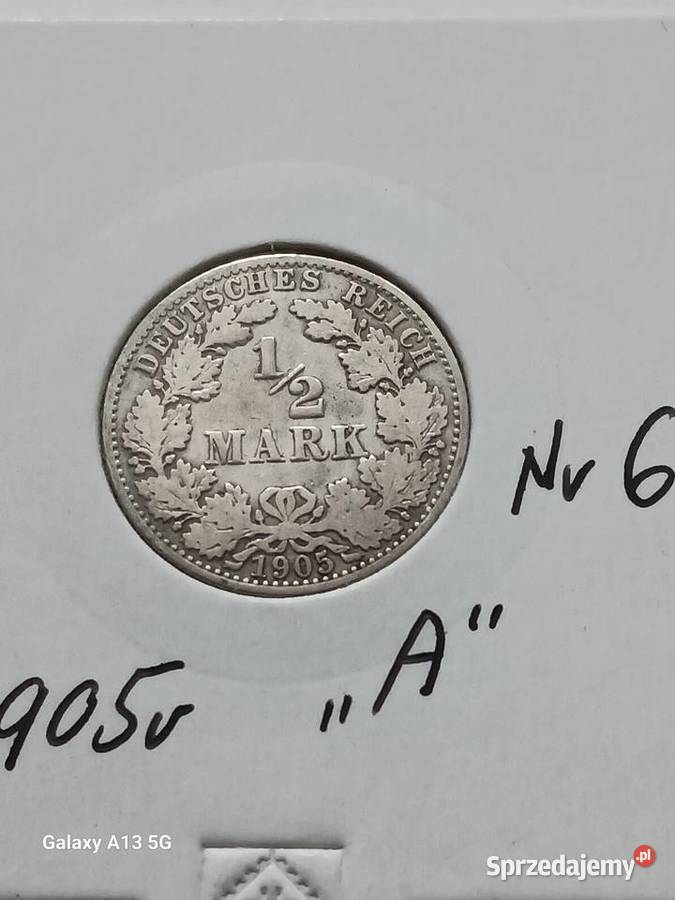 DEUTSCHES REICH
1/2
MARK
1905
Nr 6
905r „A”
Galaxy A13 5G
Sprzedajemy.pl